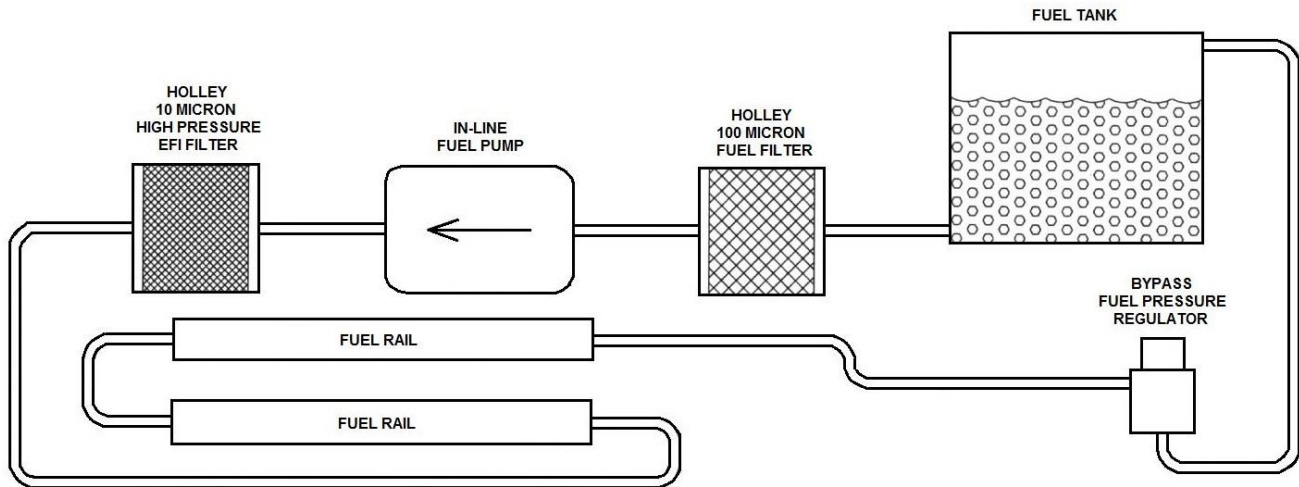 FUEL TANK
HOLLEY
10 MICRON
HIGH PRESSURE
EFI FILTER
IN-LINE
FUEL PUMP
HOLLEY
100 MICRON
FUEL FILTER
BYPASS
FUEL PRESSURE
REGULATOR
FUEL RAIL
FUEL RAIL